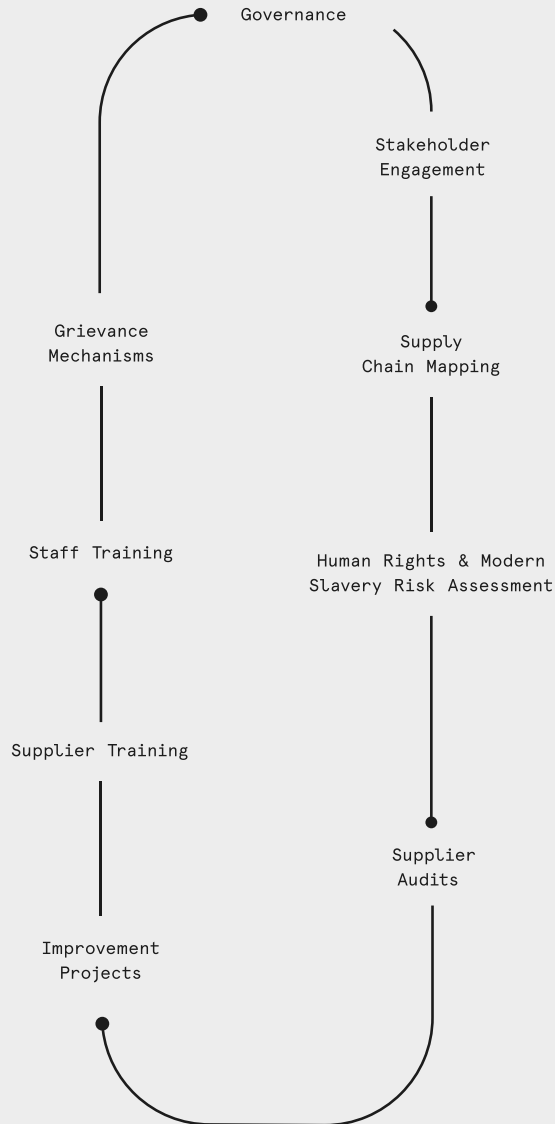 Governance
Stakeholder
Engagement
Supply
Chain Mapping
Human Rights & Modern
Slavery Risk Assessment
Supplier
Audits
Improvement
Projects
Supplier Training
Staff Training
Grievance
Mechanisms